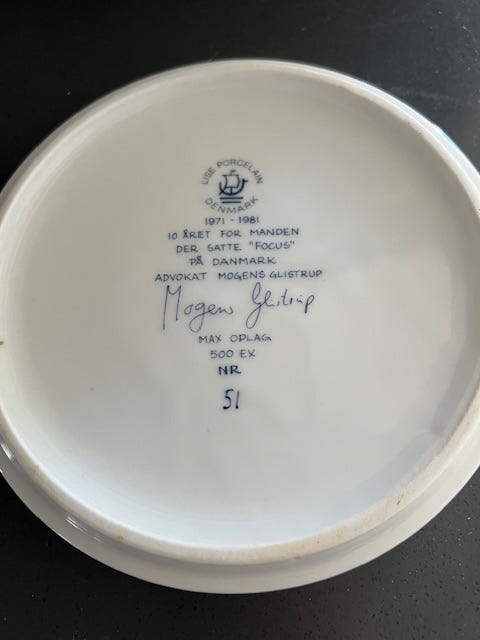 LISE PORCELAIN
DENMARK
1971 - 1981
10 ÅRET FOR MANDEN
DER SATTE "FOCUS"
PÅ DANMARK
ADVOKAT MOGENS GLISTRUP
Mogens Glistrup
MAX OPLAG
500 EX
NR
51